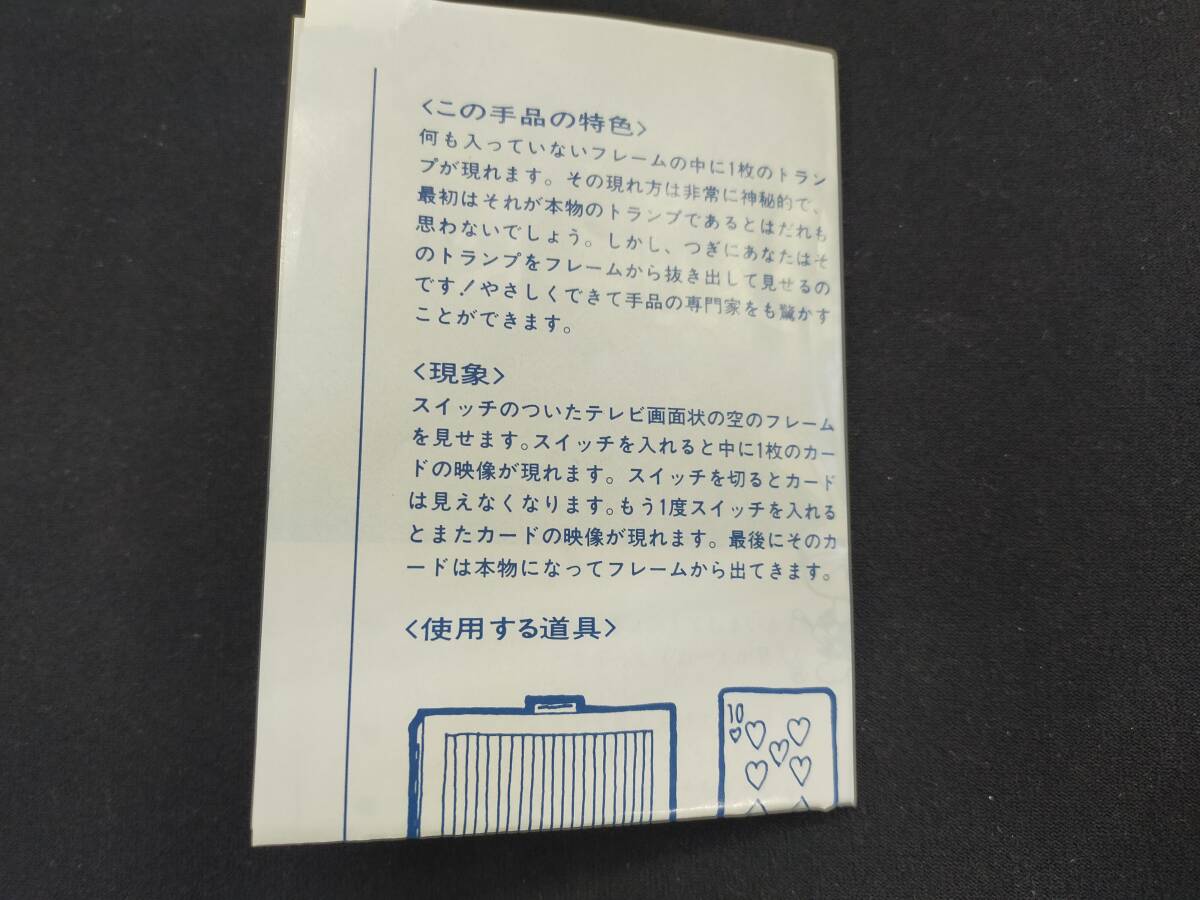 〈この手品の特色〉
何も入っていないフレームの中に1枚のトラン
プが現れます。その現れ方は非常に神秘的で、
最初はそれが本物のトランプであるとはだれも
思わないでしょう。しかし、つぎにあなたはそ
のトランプをフレームから抜き出して見せるの
です！やさしくできて手品の専門家をも驚かす
ことができます。
〈現象〉
スイッチのついたテレビ画面状の空のフレーム
を見せます。スイッチを入れると中に1枚のカー
ドの映像が現れます。スイッチを切るとカード
は見えなくなります。もう1度スイッチを入れる
とまたカードの映像が現れます。最後にそのカ
ードは本物になってフレームから出てきます。
〈使用する道具〉
10